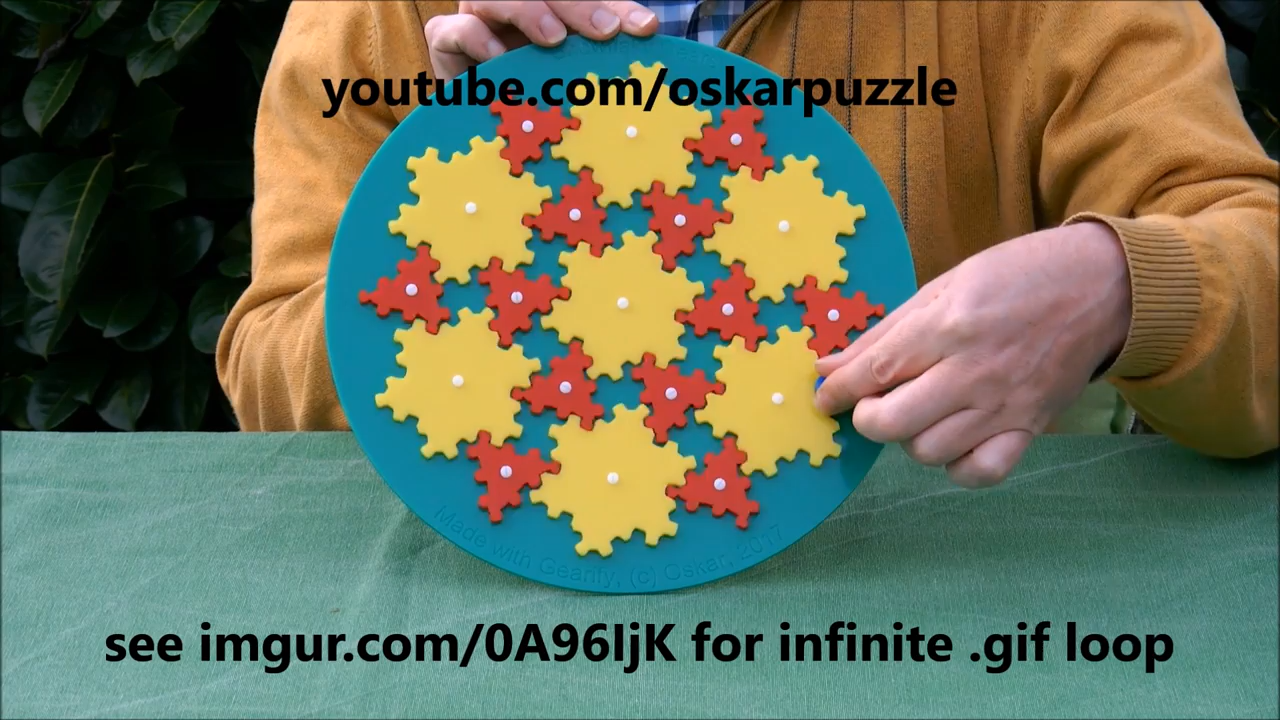 youtube.com/oskarpuzzle
Made with Gearify, (c) Oskar, 2017
see imgur.com/0A96ljK for infinite .gif loop